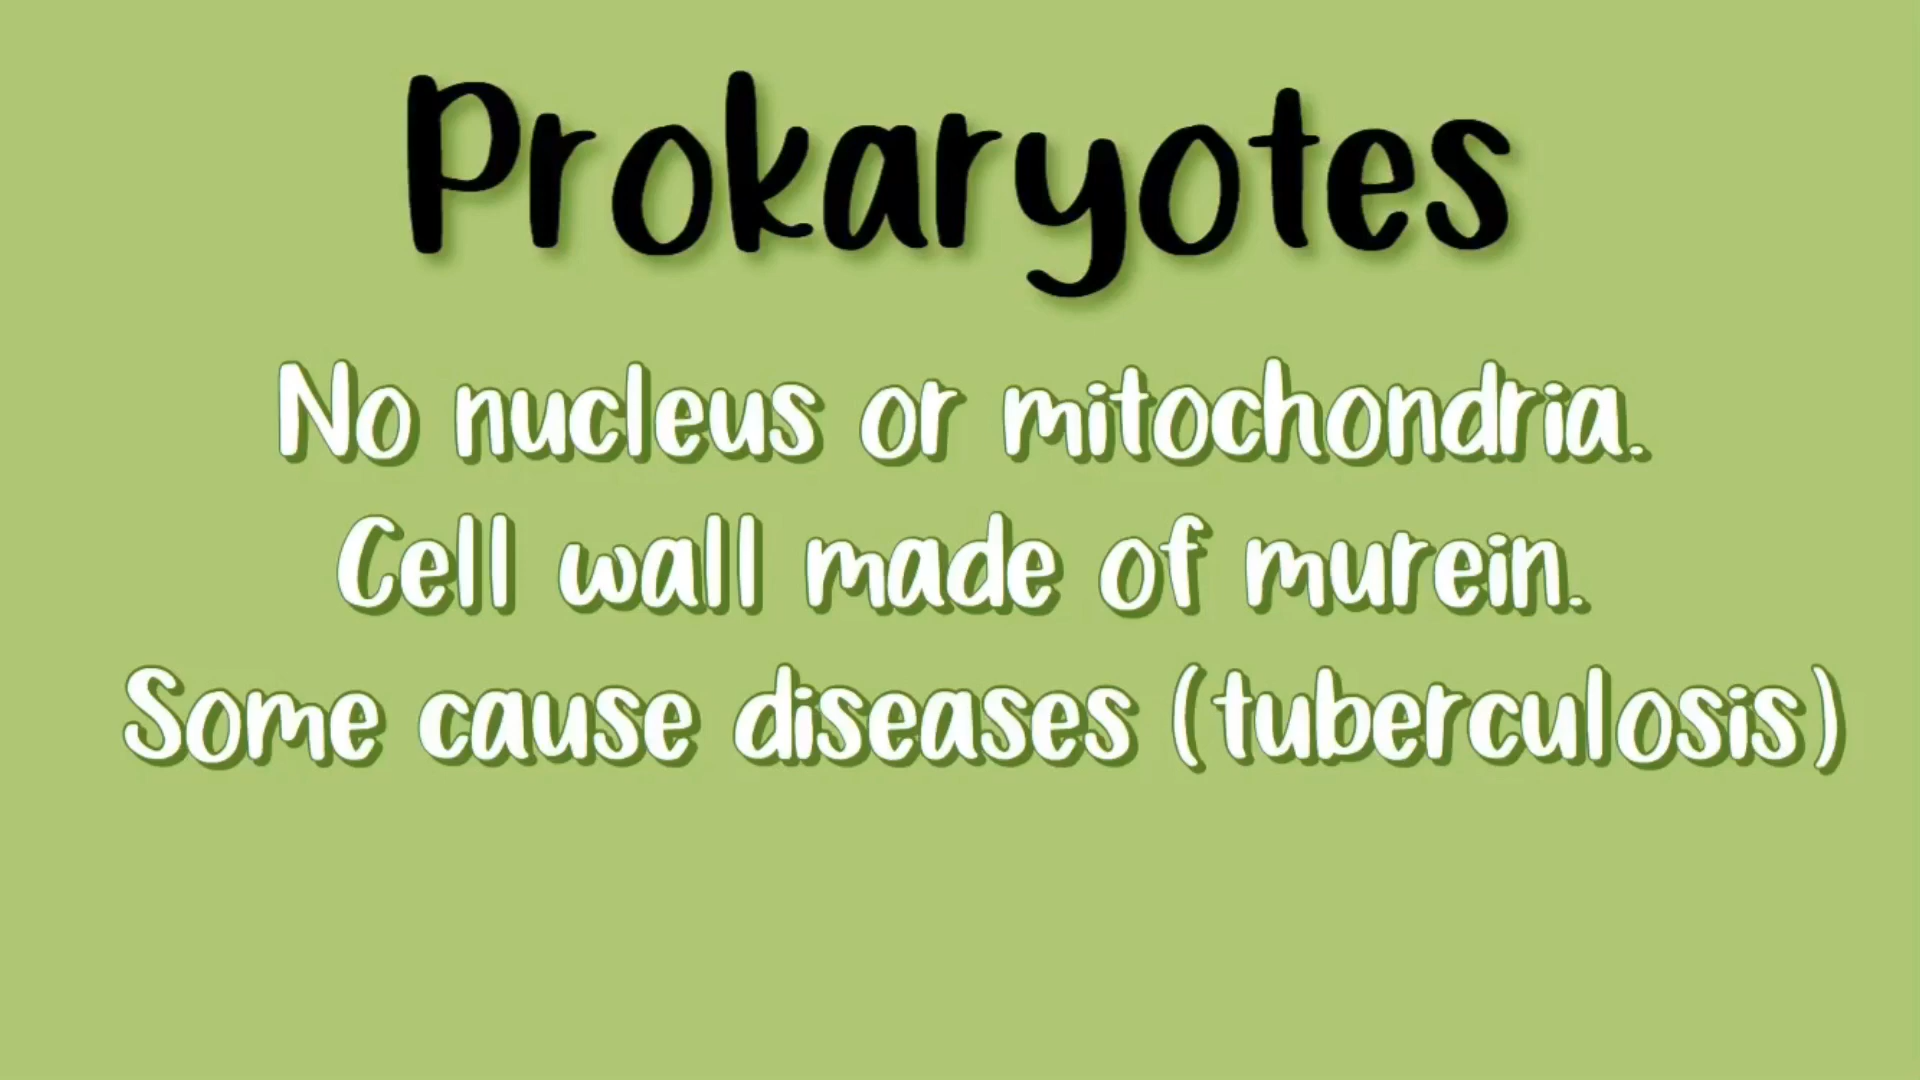 Prokaryotes
No nucleus or mitochondria.
Cell wall made of murein.
Some cause diseases (tuberculosis)